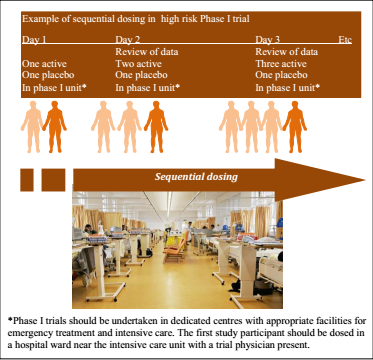 Example of sequential dosing in high risk Phase I trial
Day 1 Day 2 Day 3 Etc
Review of data Review of data
One active Two active Three active
One placebo One placebo One placebo
In phase I unit* In phase I unit* In phase I unit*
Sequential dosing
*Phase I trials should be undertaken in dedicated centres with appropriate facilities for
emergency treatment and intensive care. The first study participant should be dosed in
a hospital ward near the intensive care unit with a trial physician present.